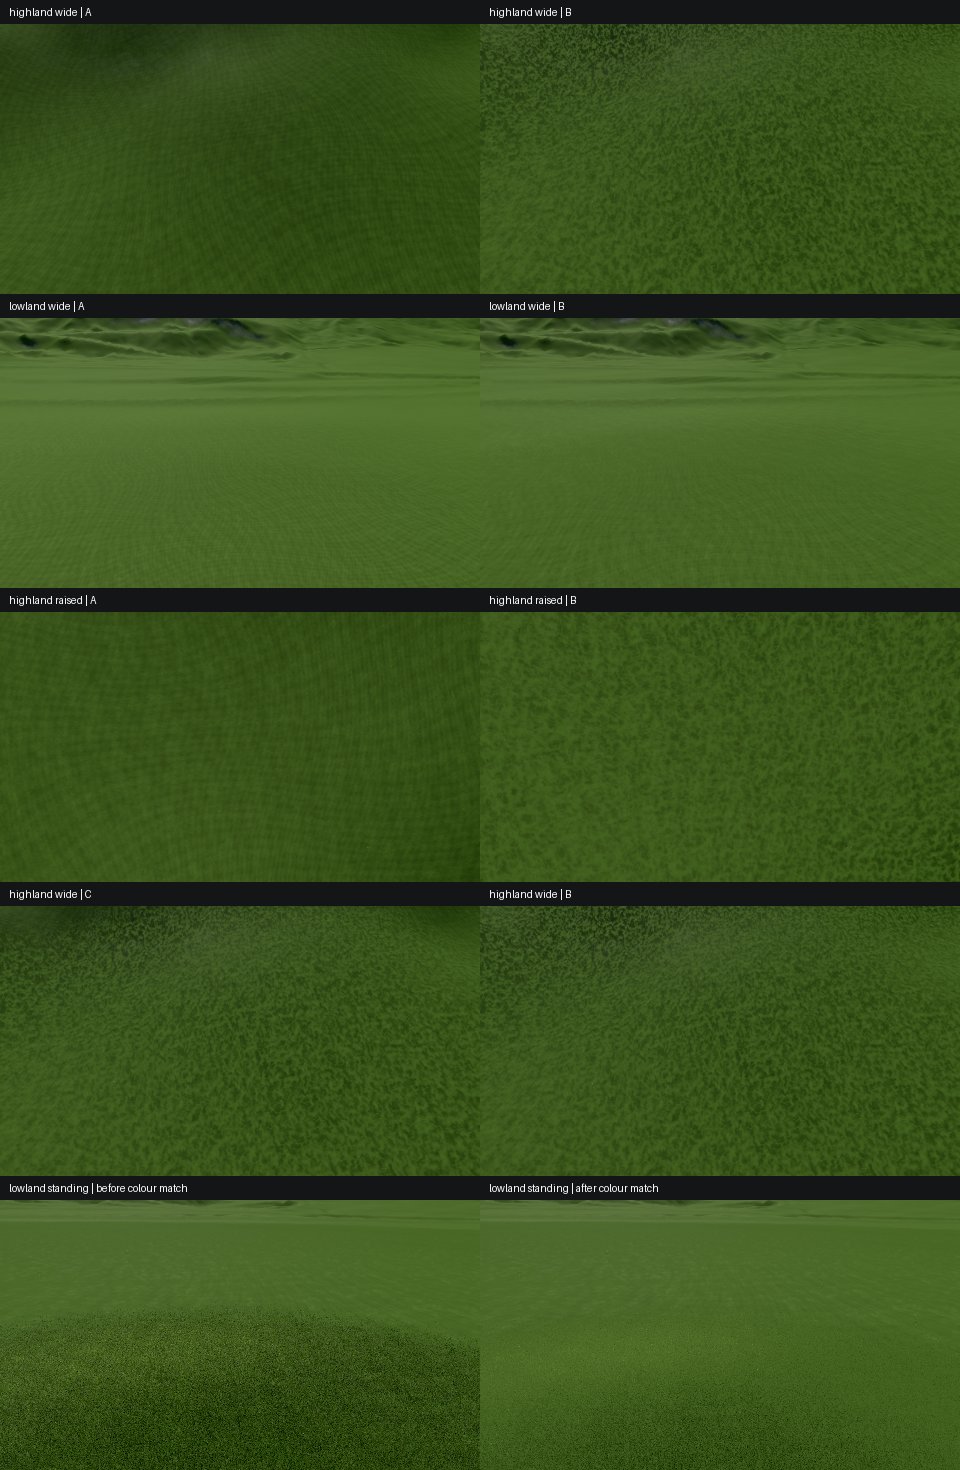 highland wide | A
highland wide | B
lowland wide | A
lowland wide | B
highland raised | A
highland raised | B
highland wide | C
highland wide | B
lowland standing | before colour match
lowland standing | after colour match